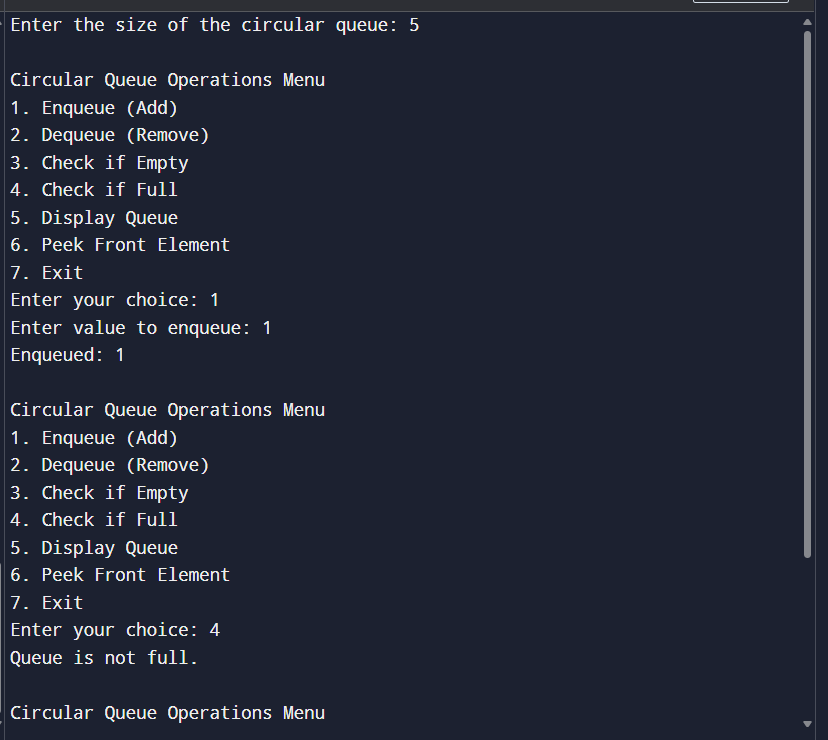 Enter the size of the circular queue: 5
Circular Queue Operations Menu
1. Enqueue (Add)
2. Dequeue (Remove)
3. Check if Empty
4. Check if Full
5. Display Queue
6. Peek Front Element
7. Exit
Enter your choice: 1
Enter value to enqueue: 1
Enqueued: 1
Circular Queue Operations Menu
1. Enqueue (Add)
2. Dequeue (Remove)
3. Check if Empty
4. Check if Full
5. Display Queue
6. Peek Front Element
7. Exit
Enter your choice: 4
Queue is not full.
Circular Queue Operations Menu